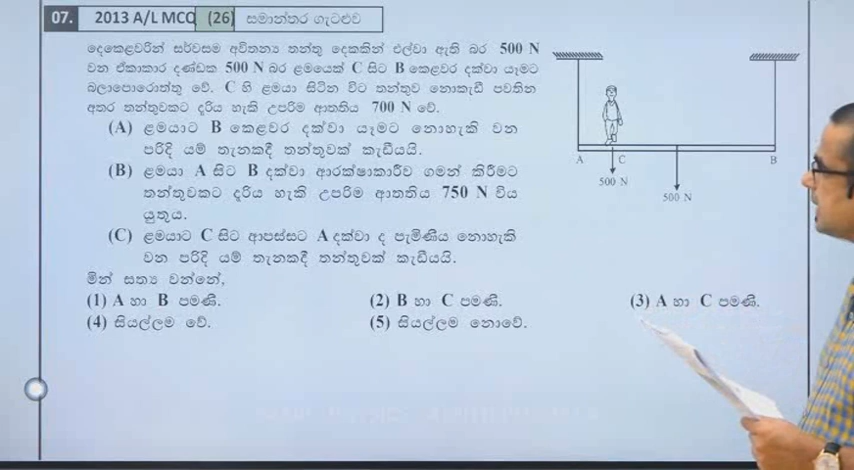 07. 2013 A/L MCQ (26) සමාන්තර ගැටළුව
දෙකෙළවරින් සර්වසම අවිතන්‍ය තන්තු දෙකකින් එල්වා ඇති බර 500 N
වන ඒකාකාර දණ්ඩක 500 N බර ළමයෙක් C සිට B කෙළවර දක්වා යෑමට
බලාපොරොත්තු වේ. C හි ළමයා සිටින විට තන්තුව නොකැඩී පවතින
අතර තන්තුවකට දැරිය හැකි උපරිම ආතතිය 700 N වේ.
(A) ළමයාට B කෙළවර දක්වා යෑමට නොහැකි වන
පරිදි යම් තැනකදී තන්තුවක් කැඩීයයි.
(B) ළමයා A සිට B දක්වා ආරක්ෂාකාරීව ගමන් කිරීමට
තන්තුවකට දැරිය හැකි උපරිම ආතතිය 750 N විය
යුතුය.
(C) ළමයාට C සිට ආපස්සට A දක්වා ද පැමිණිය නොහැකි
වන පරිදි යම් තැනකදී තන්තුවක් කැඩීයයි.
මින් සත්‍ය වන්නේ,
(1) A හා B පමණි. (2) B හා C පමණි. (3) A හා C පමණි.
(4) සියල්ලම වේ. (5) සියල්ලම නොවේ.
A C B
500 N
500 N